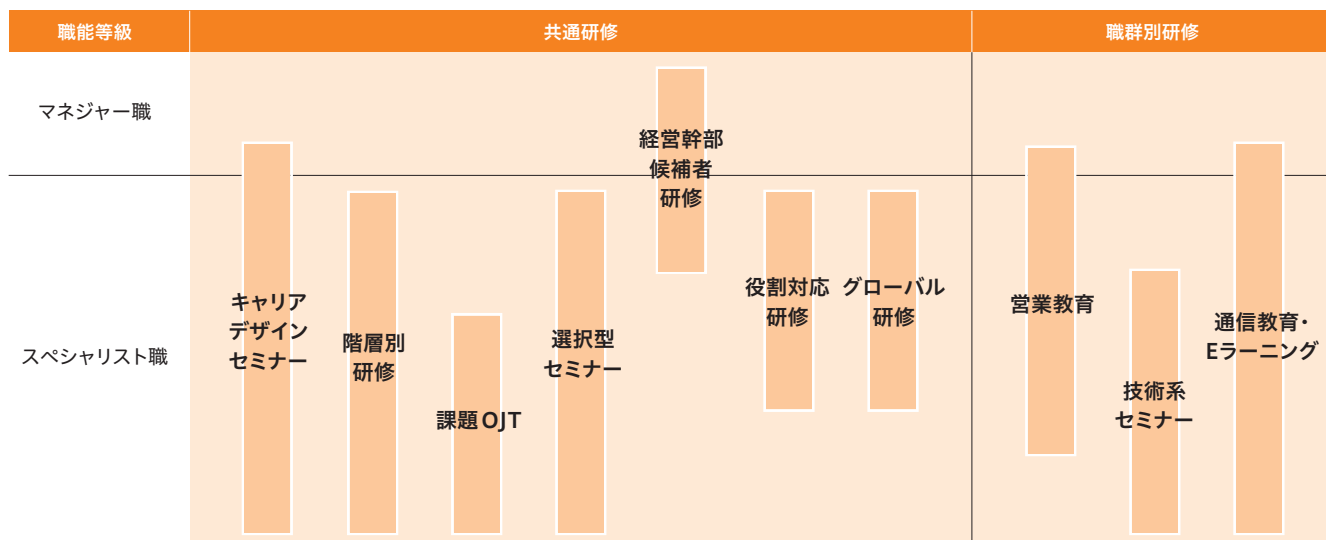 職能等級
共通研修
職群別研修
マネジャー職
スペシャリスト職
キャリア
デザイン
セミナー
階層別
研修
課題OJT
選択型
セミナー
経営幹部
候補者
研修
役割対応
研修
グローバル
研修
営業教育
技術系
セミナー
通信教育・
Eラーニング